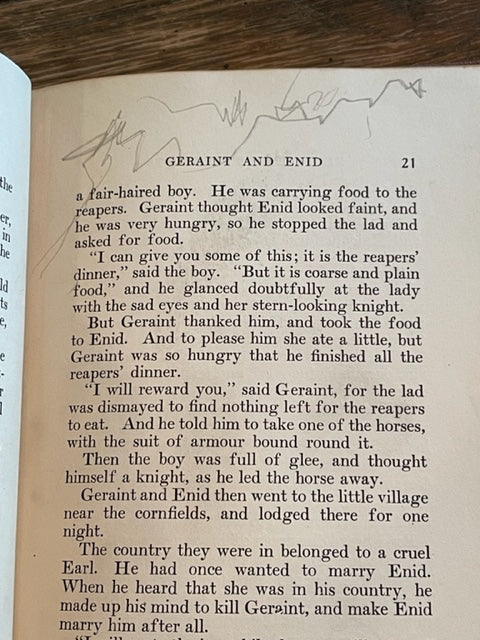 GERAINT AND ENID 21
a fair-haired boy. He was carrying food to the
reapers. Geraint thought Enid looked faint, and
he was very hungry, so he stopped the lad and
asked for food.
"I can give you some of this; it is the reapers'
dinner," said the boy. "But it is coarse and plain
food," and he glanced doubtfully at the lady
with the sad eyes and her stern-looking knight.
But Geraint thanked him, and took the food
to Enid. And to please him she ate a little, but
Geraint was so hungry that he finished all the
reapers' dinner.
"I will reward you," said Geraint, for the lad
was dismayed to find nothing left for the reapers
to eat. And he told him to take one of the horses,
with the suit of armour bound round it.
Then the boy was full of glee, and thought
himself a knight, as he led the horse away.
Geraint and Enid then went to the little village
near the cornfields, and lodged there for one
night.
The country they were in belonged to a cruel
Earl. He had once wanted to marry Enid.
When he heard that she was in his country, he
made up his mind to kill Geraint, and make Enid
marry him after all.